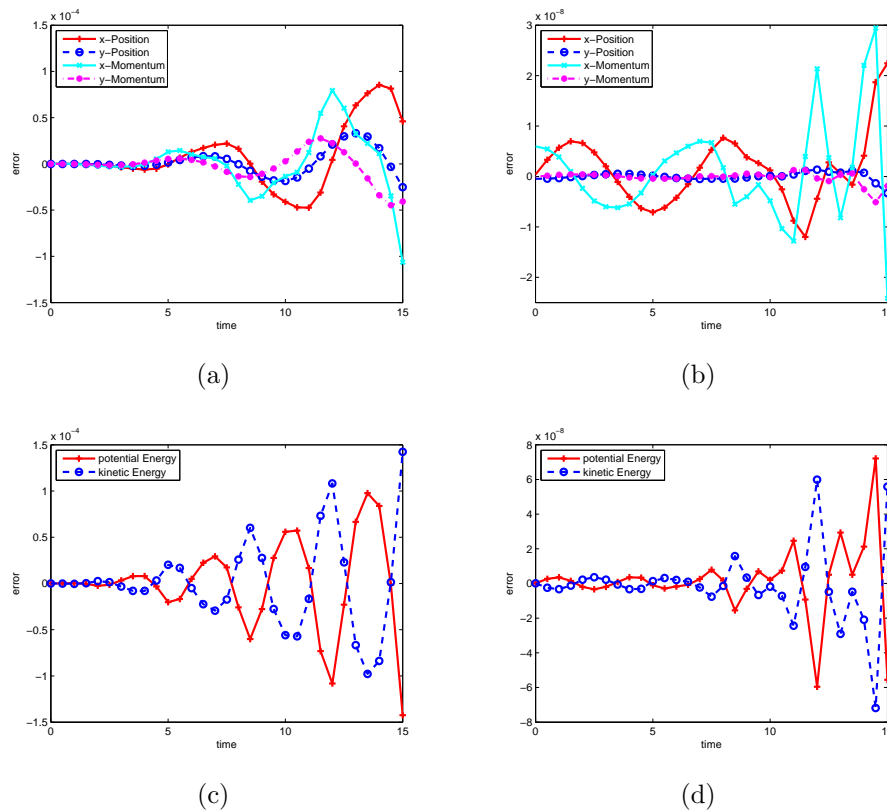 x 10⁻⁴
1.5
1
0.5
0
−0.5
−1
−1.5
error
x−Position
y−Position
x−Momentum
y−Momentum
0
5
10
15
time
(a)
x 10⁻⁸
3
2
1
0
−1
−2
error
x−Position
y−Position
x−Momentum
y−Momentum
0
5
10
time
(b)
x 10⁻⁴
1.5
1
0.5
0
−0.5
−1
−1.5
error
potential Energy
kinetic Energy
0
5
10
15
time
(c)
x 10⁻⁸
8
6
4
2
0
−2
−4
−6
−8
error
potential Energy
kinetic Energy
0
5
10
time
(d)